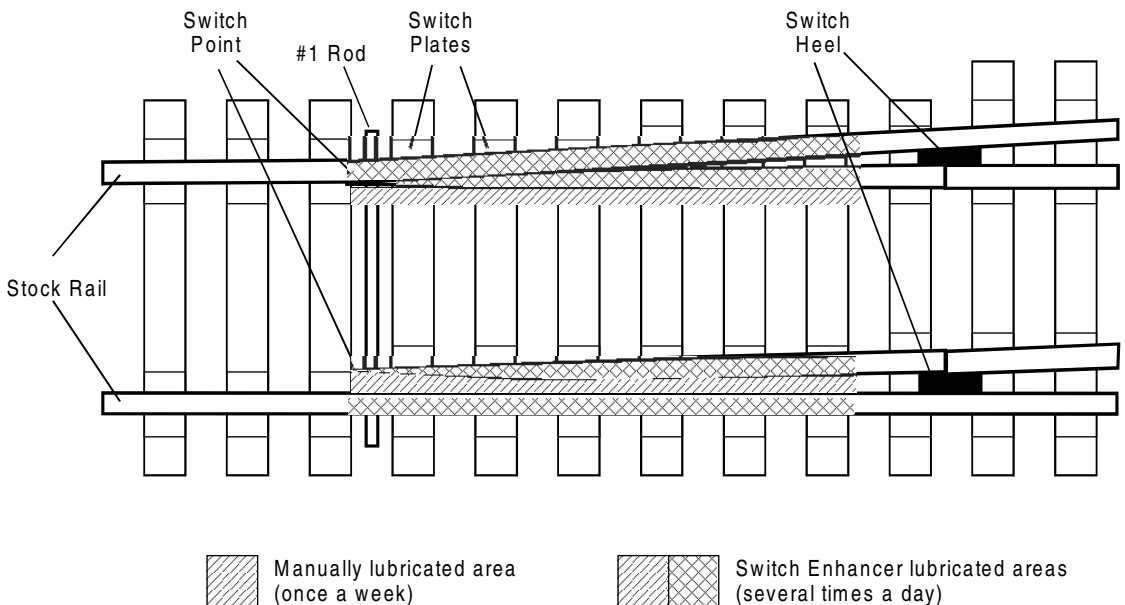 Switch
Point
#1 Rod
Switch
Plates
Switch
Heel
Stock Rail
Manually lubricated area
(once a week)
Switch Enhancer lubricated areas
(several times a day)